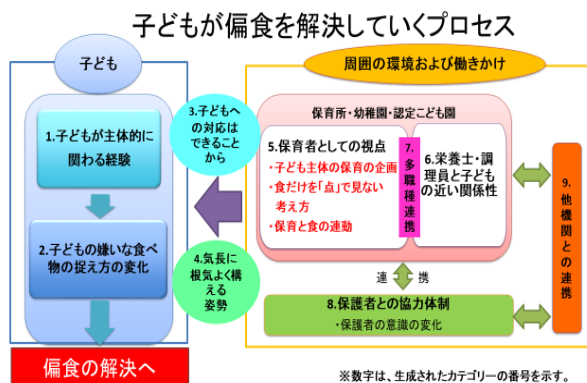 子どもが偏食を解決していくプロセス
子ども
1.子どもが主体的に
関わる経験
2.子どもの嫌いな食べ
物の捉え方の変化
偏食の解決へ
3.子どもへ
の対応は
できること
から
4.気長に
根気よく構
える
姿勢
周囲の環境および働きかけ
保育所・幼稚園・認定こども園
5.保育者としての視点
・子ども主体の保育の企画
・食だけを「点」で見ない
考え方
・保育と食の連動
7.多職種連携
6.栄養士・調
理員と子ども
の近い関係性
連 携
8.保護者との協力体制
・保護者の意識の変化
9.他機関との連携
※数字は、生成されたカテゴリーの番号を示す。